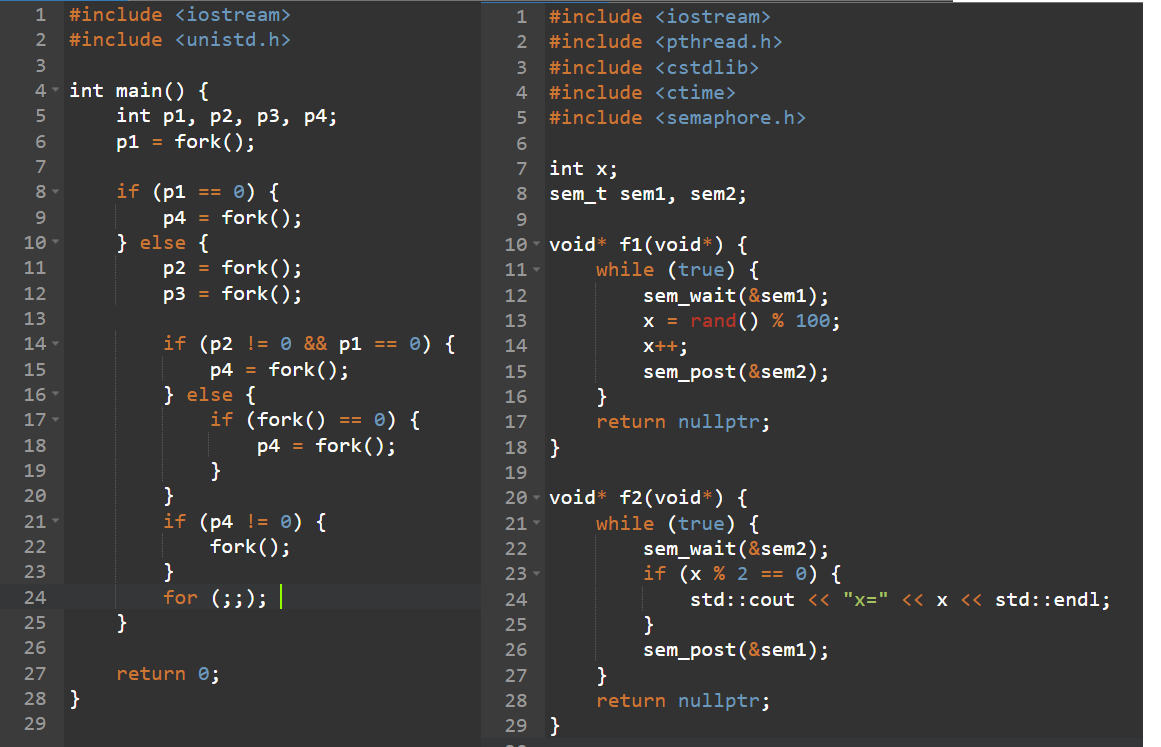 1 #include <iostream>
2 #include <unistd.h>
3
4 int main() {
5     int p1, p2, p3, p4;
6     p1 = fork();
7
8     if (p1 == 0) {
9         p4 = fork();
10     } else {
11         p2 = fork();
12         p3 = fork();
13
14         if (p2 != 0 && p1 == 0) {
15             p4 = fork();
16         } else {
17             if (fork() == 0) {
18                 p4 = fork();
19             }
20         }
21         if (p4 != 0) {
22             fork();
23         }
24         for (;;);
25     }
26
27     return 0;
28 }
29
1 #include <iostream>
2 #include <pthread.h>
3 #include <cstdlib>
4 #include <ctime>
5 #include <semaphore.h>
6
7 int x;
8 sem_t sem1, sem2;
9
10 void* f1(void*) {
11     while (true) {
12         sem_wait(&sem1);
13         x = rand() % 100;
14         x++;
15         sem_post(&sem2);
16     }
17     return nullptr;
18 }
19
20 void* f2(void*) {
21     while (true) {
22         sem_wait(&sem2);
23         if (x % 2 == 0) {
24             std::cout << "x=" << x << std::endl;
25         }
26         sem_post(&sem1);
27     }
28     return nullptr;
29 }